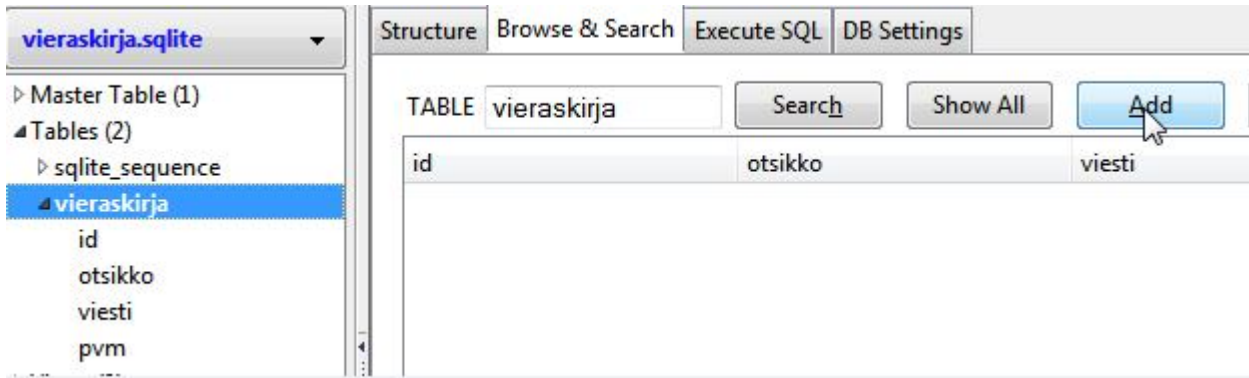 vieraskirja.sqlite
Master Table (1)
Tables (2)
sqlite_sequence
vieraskirja
id
otsikko
viesti
pvm
Structure Browse & Search Execute SQL DB Settings
TABLE vieraskirja Search Show All Add
id otsikko viesti